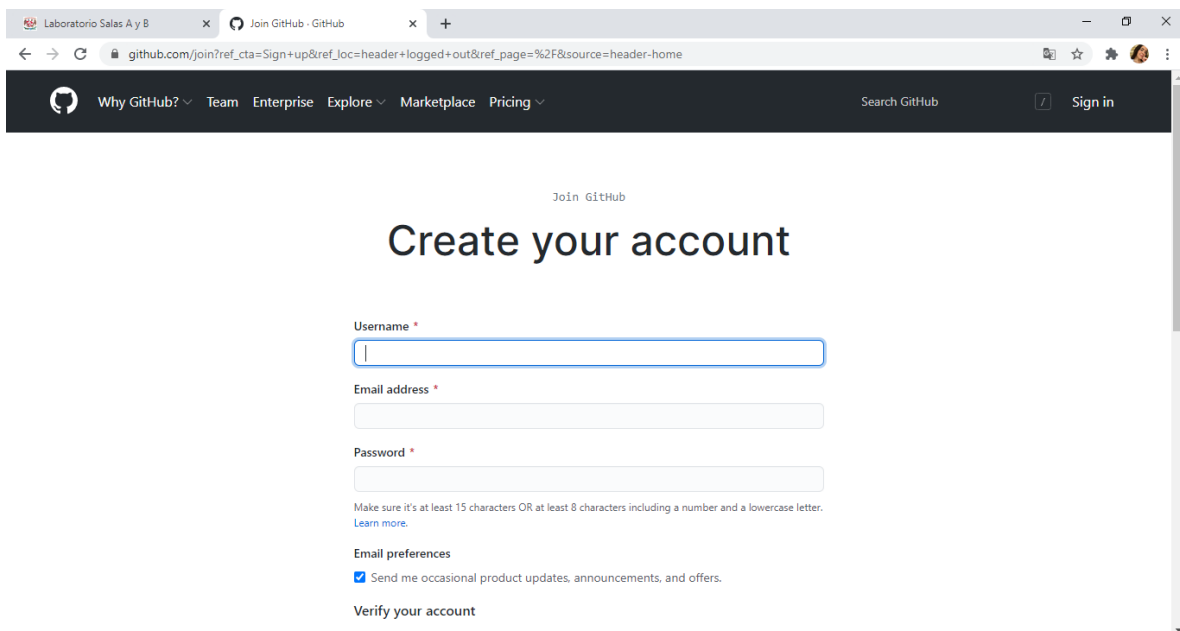 Laboratorio Salas A y B
Join GitHub · GitHub
github.com/join?ref_cta=Sign+up&ref_loc=header+logged+out&ref_page=%2F&source=header-home
Why GitHub? Team Enterprise Explore Marketplace Pricing Search GitHub / Sign in
Join GitHub
Create your account
Username *
Email address *
Password *
Make sure it's at least 15 characters OR at least 8 characters including a number and a lowercase letter.
Learn more.
Email preferences
Send me occasional product updates, announcements, and offers.
Verify your account